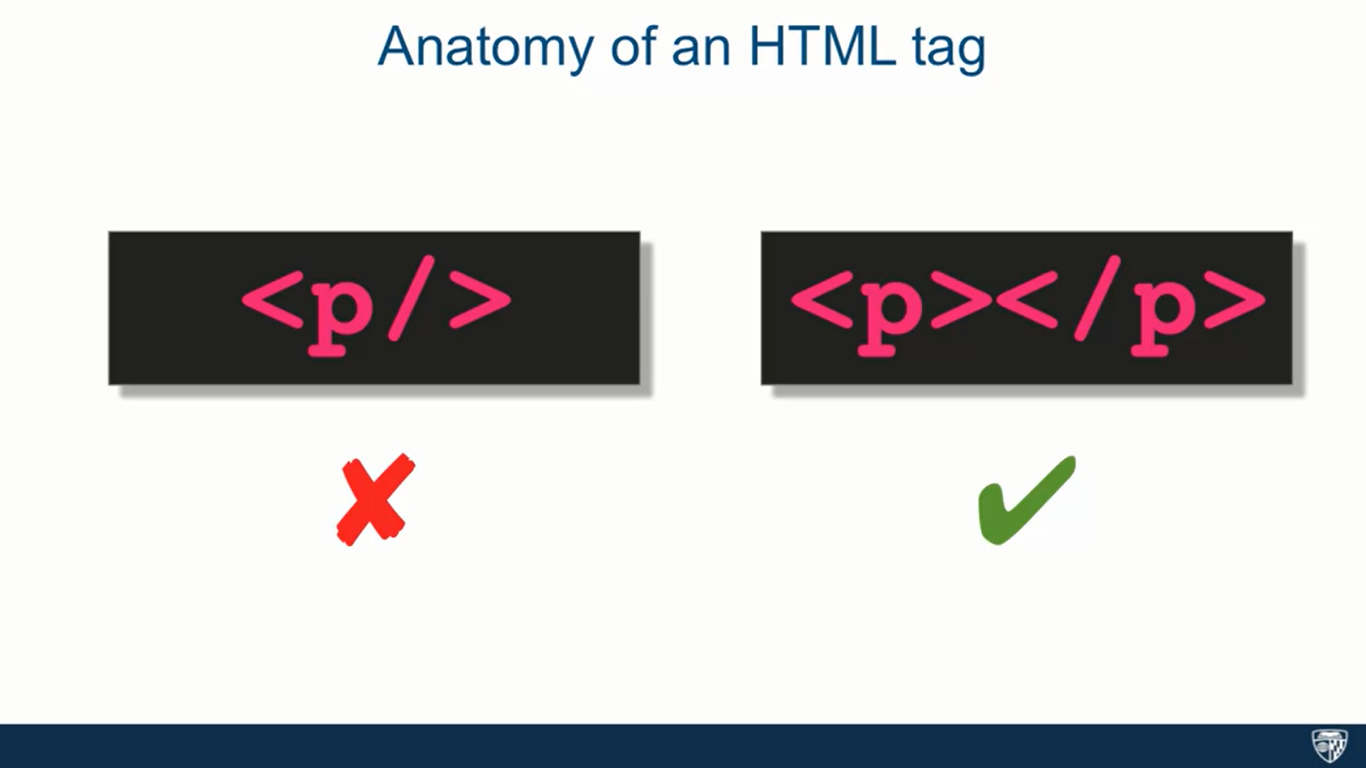 Anatomy of an HTML tag
<p/>
<p></p>